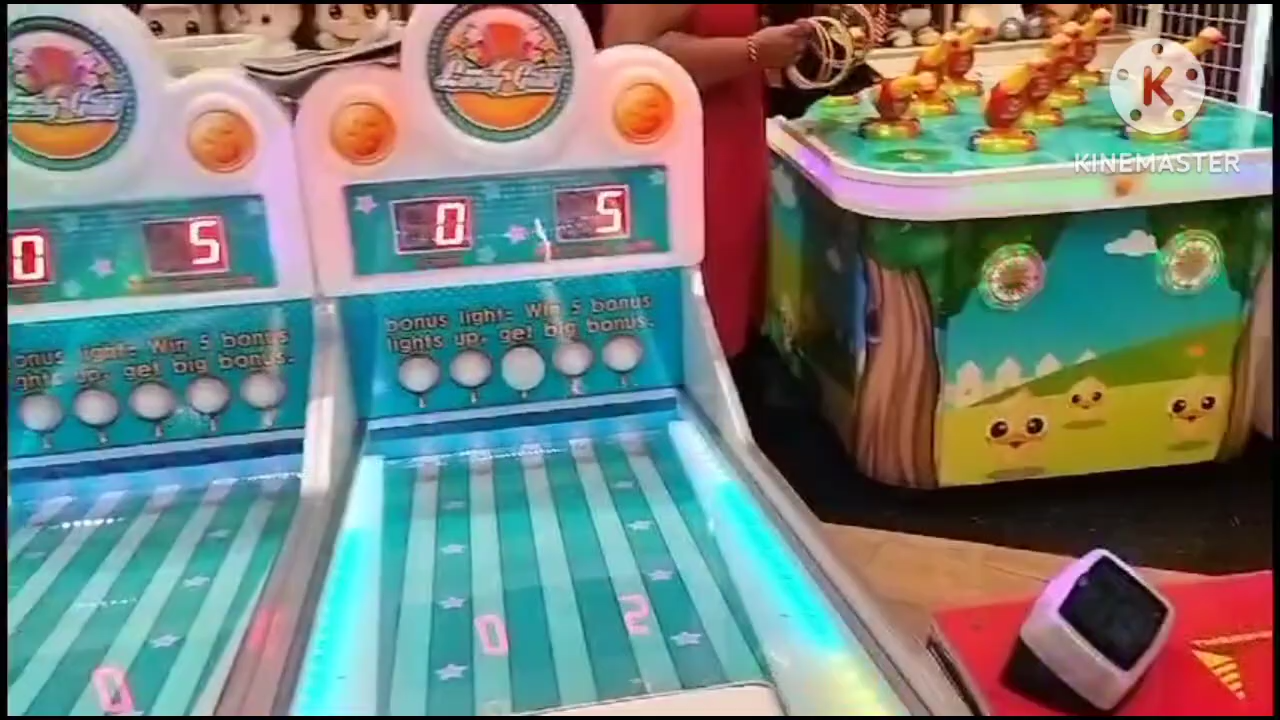 K
KINEMASTER
0 5
0 5
bonus light: Win 5 bonus
lights up, get big bonus.
onus light: Win 5 bonus
ghts up, get big bonus.
0 2
0